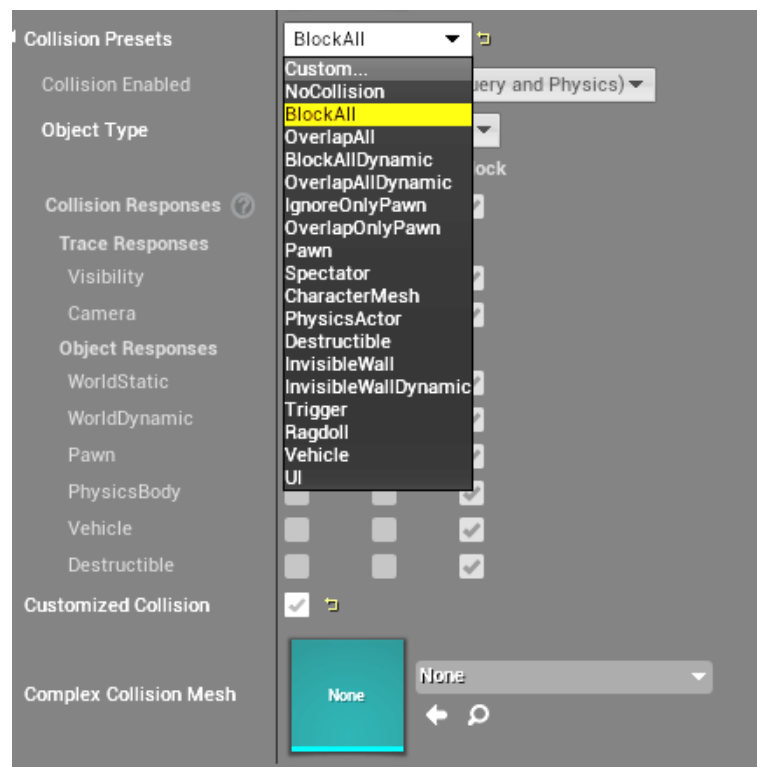 Collision Presets
BlockAll
Custom...
Collision Enabled
NoCollision
uery and Physics)
BlockAll
Object Type
OverlapAll
BlockAllDynamic
ock
OverlapAllDynamic
Collision Responses ?
IgnoreOnlyPawn
OverlapOnlyPawn
Trace Responses
Pawn
Visibility
Spectator
CharacterMesh
Camera
PhysicsActor
Destructible
Object Responses
InvisibleWall
WorldStatic
InvisibleWallDynamic
Trigger
WorldDynamic
Ragdoll
Pawn
Vehicle
UI
PhysicsBody
Vehicle
Destructible
Customized Collision
Complex Collision Mesh
None
None